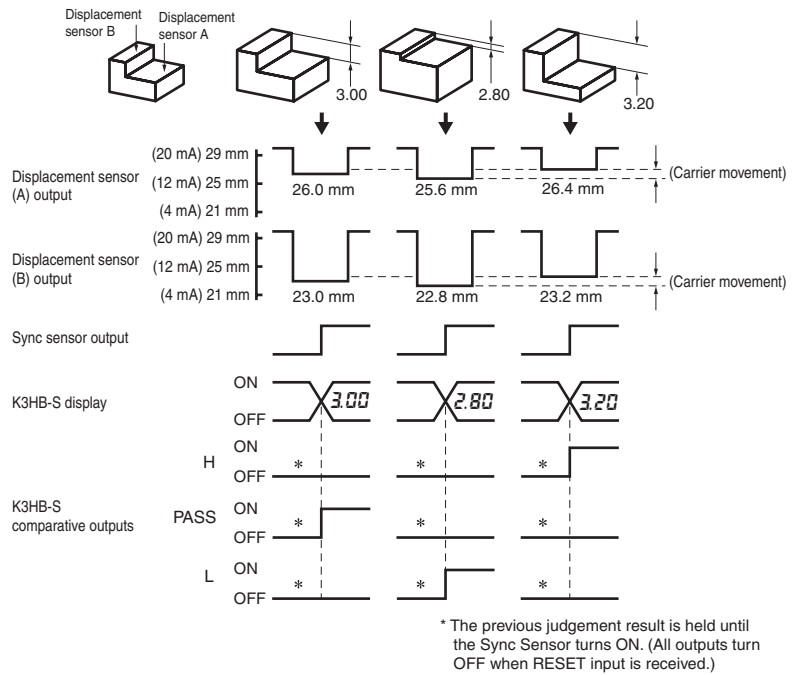 Displacement
sensor B
Displacement
sensor A
3.00
2.80
3.20
Displacement sensor
(A) output
(20 mA) 29 mm
(12 mA) 25 mm
(4 mA) 21 mm
26.0 mm
25.6 mm
26.4 mm
(Carrier movement)
Displacement sensor
(B) output
(20 mA) 29 mm
(12 mA) 25 mm
(4 mA) 21 mm
23.0 mm
22.8 mm
23.2 mm
(Carrier movement)
Sync sensor output
K3HB-S display
ON
OFF
3.00
2.80
3.20
K3HB-S
comparative outputs
H
ON
OFF
*
*
*
PASS
ON
OFF
*
*
*
L
ON
OFF
*
*
*
* The previous judgement result is held until
the Sync Sensor turns ON. (All outputs turn
OFF when RESET input is received.)